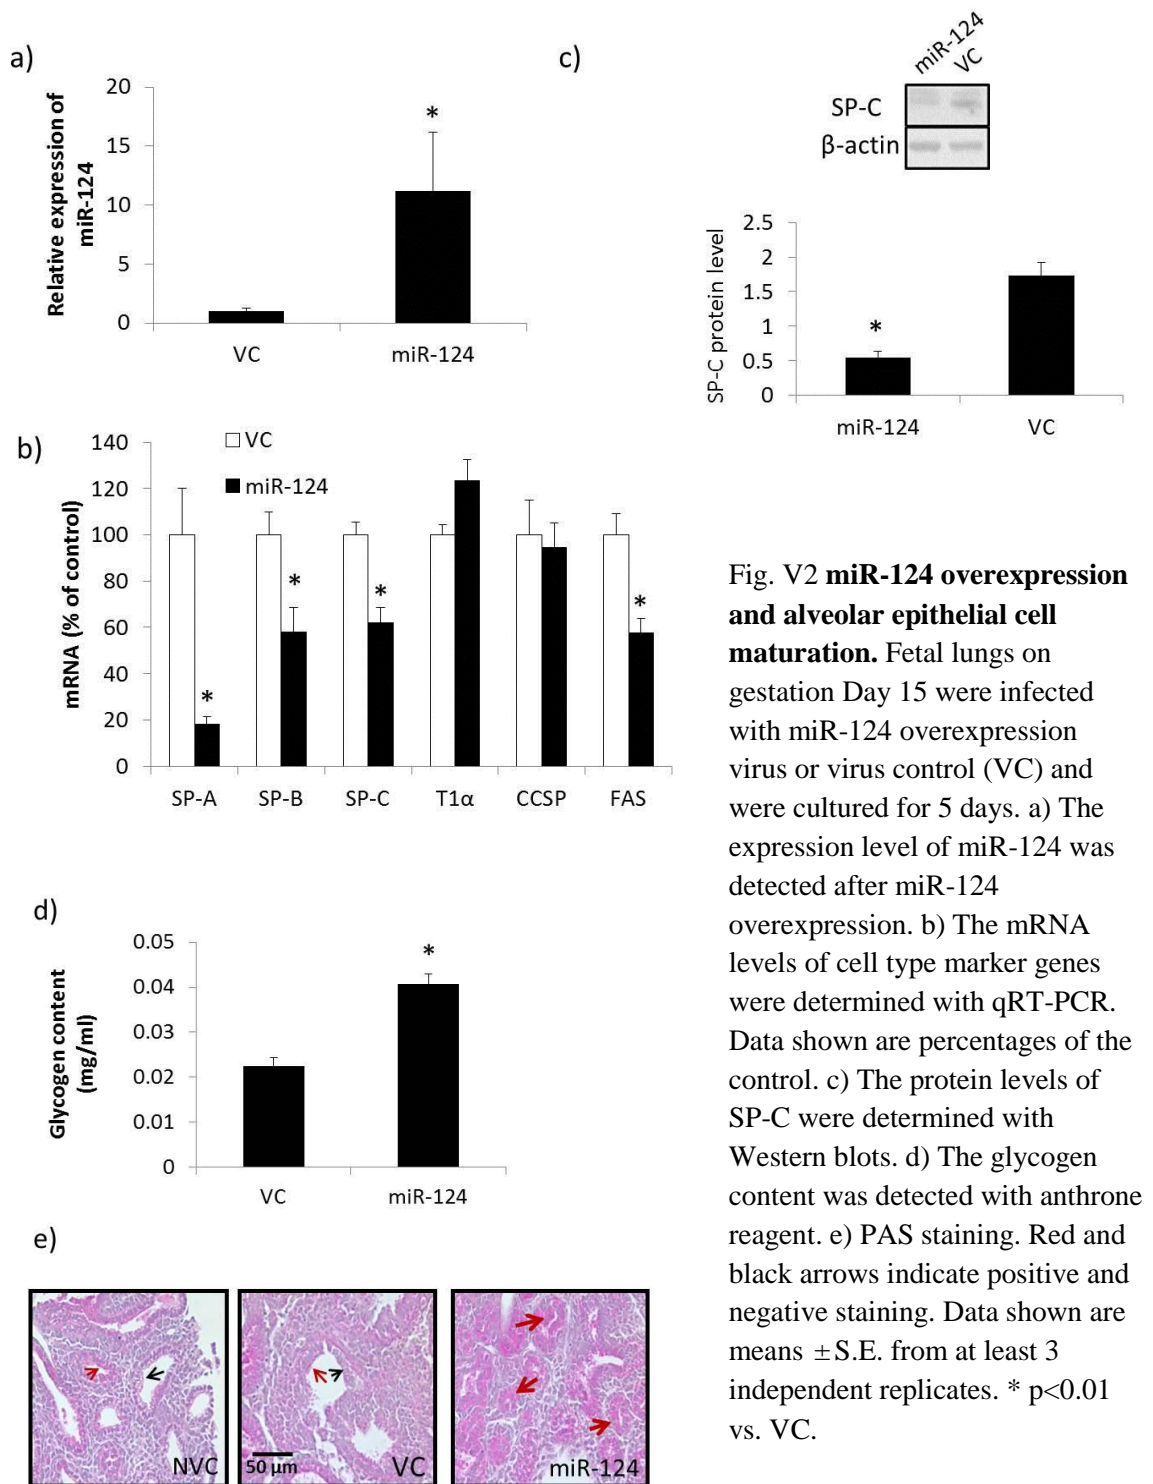 a)
Relative expression of
miR-124
20
15
10
5
0
*
VC
miR-124
c)
miR-124
VC
SP-C
β-actin
SP-C protein level
2.5
2
1.5
1
0.5
0
*
miR-124
VC
b)
mRNA (% of control)
140
120
100
80
60
40
20
0
VC
miR-124
*
*
*
*
SP-A
SP-B
SP-C
T1α
CCSP
FAS
d)
Glycogen content
(mg/ml)
0.05
0.04
0.03
0.02
0.01
0
*
VC
miR-124
e)
NVC
50 µm
VC
miR-124
Fig. V2 miR-124 overexpression
and alveolar epithelial cell
maturation. Fetal lungs on
gestation Day 15 were infected
with miR-124 overexpression
virus or virus control (VC) and
were cultured for 5 days. a) The
expression level of miR-124 was
detected after miR-124
overexpression. b) The mRNA
levels of cell type marker genes
were determined with qRT-PCR.
Data shown are percentages of the
control. c) The protein levels of
SP-C were determined with
Western blots. d) The glycogen
content was detected with anthrone
reagent. e) PAS staining. Red and
black arrows indicate positive and
negative staining. Data shown are
means ±S.E. from at least 3
independent replicates. * p<0.01
vs. VC.